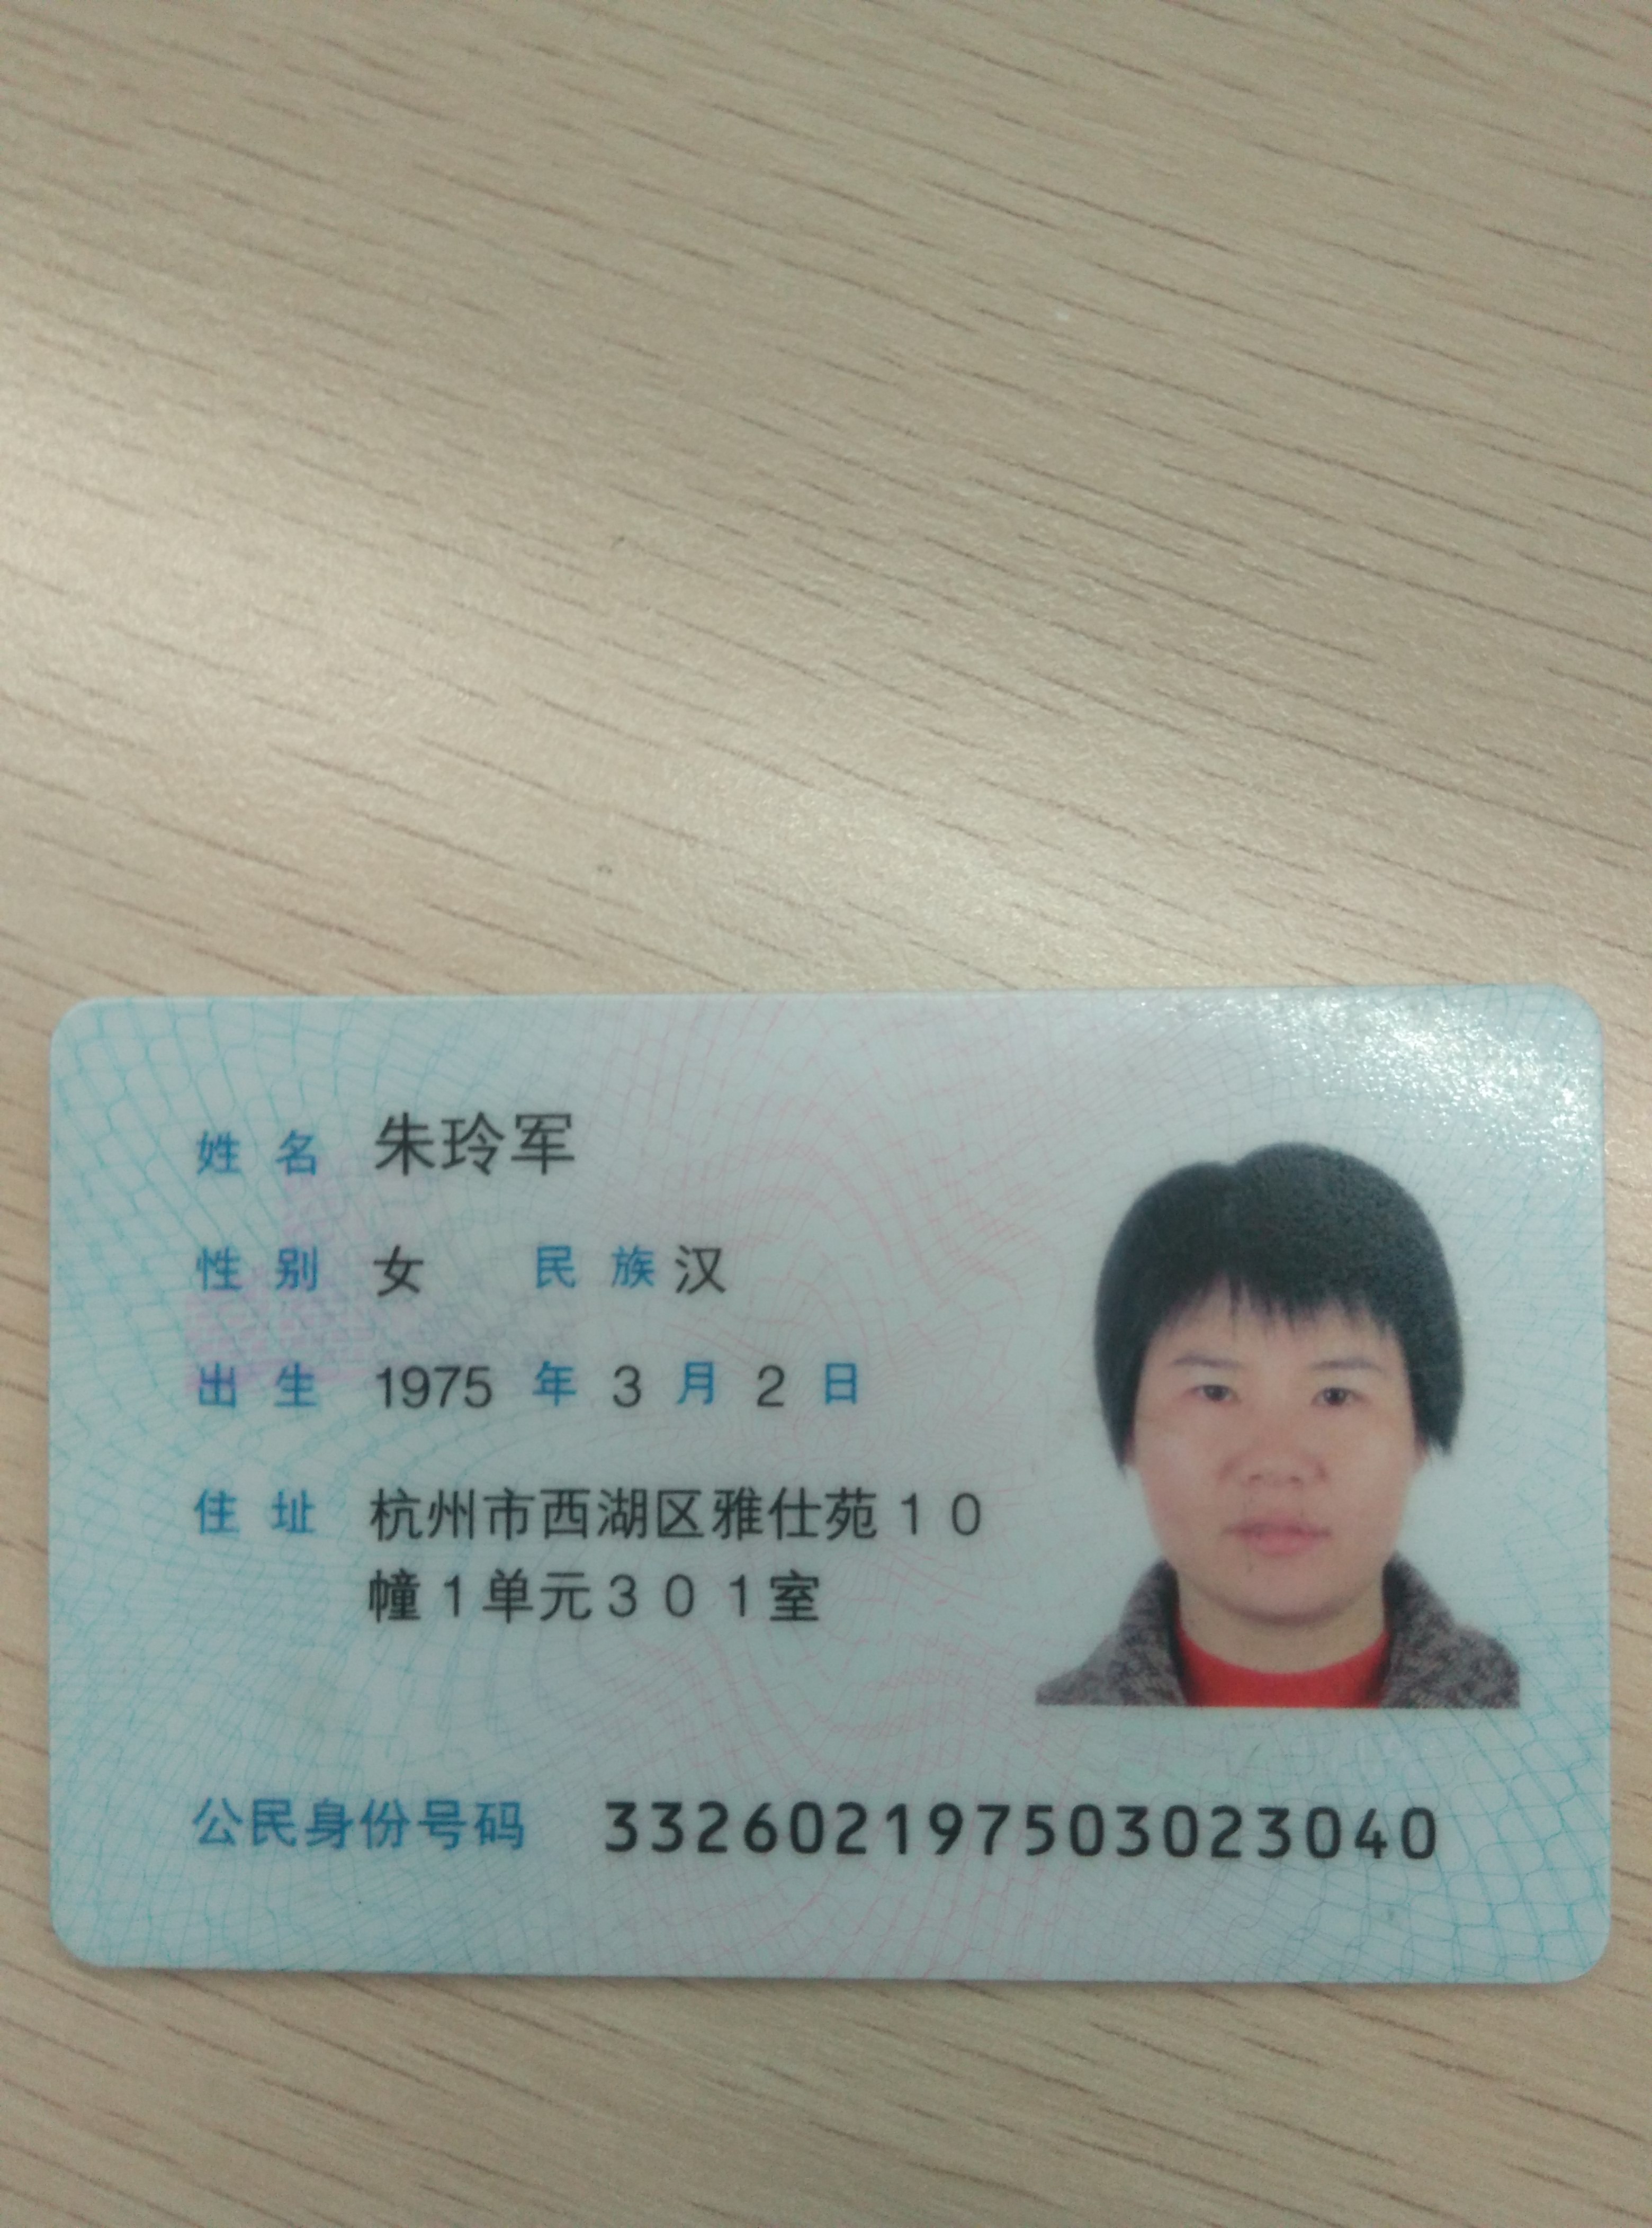 姓名 朱玲军
性别 女 民族 汉
出生 1975 年 3 月 2 日
住址 杭州市西湖区雅仕苑10
幢1单元301室
公民身份号码 332602197503023040